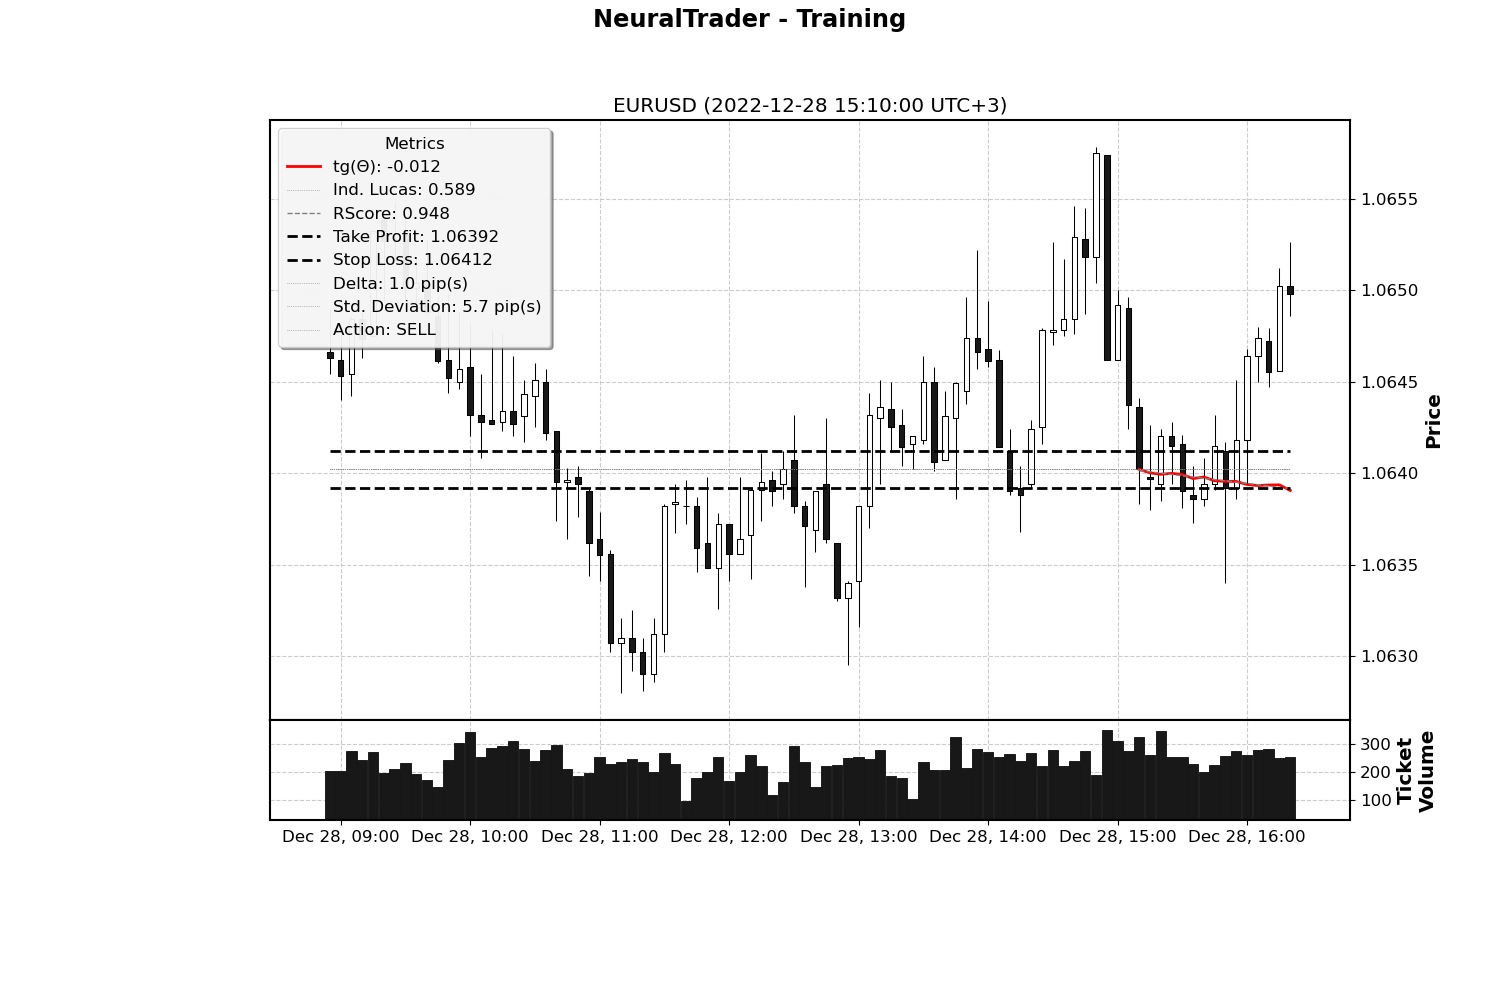 NeuralTrader - Training
EURUSD (2022-12-28 15:10:00 UTC+3)
Metrics
tg(Θ): -0.012
Ind. Lucas: 0.589
RScore: 0.948
Take Profit: 1.06392
Stop Loss: 1.06412
Delta: 1.0 pip(s)
Std. Deviation: 5.7 pip(s)
Action: SELL
1.0655
1.0650
1.0645
1.0640
1.0635
1.0630
Price
300
200
100
Ticket
Volume
Dec 28, 09:00
Dec 28, 10:00
Dec 28, 11:00
Dec 28, 12:00
Dec 28, 13:00
Dec 28, 14:00
Dec 28, 15:00
Dec 28, 16:00